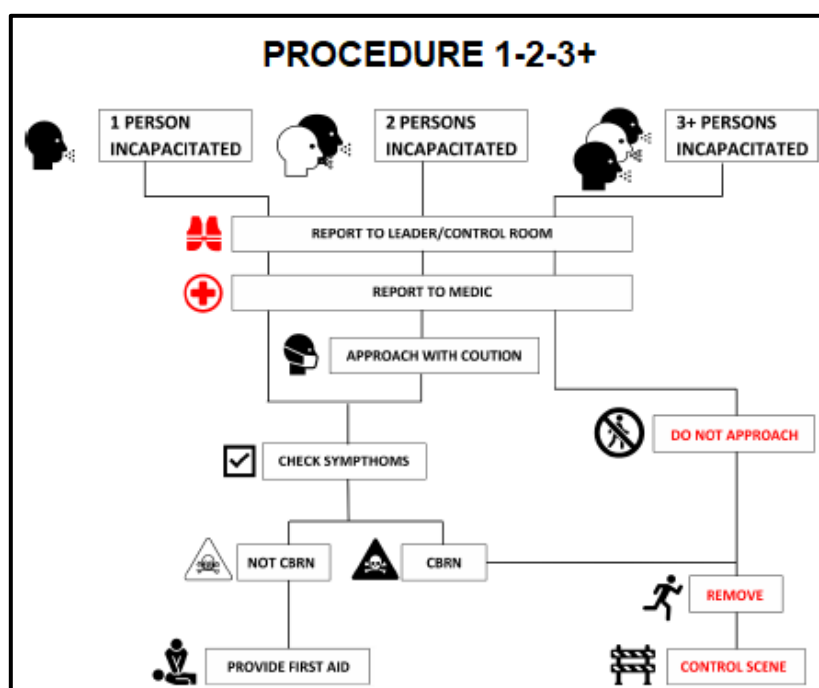 PROCEDURE 1-2-3+
1 PERSON
INCAPACITATED
2 PERSONS
INCAPACITATED
3+ PERSONS
INCAPACITATED
REPORT TO LEADER/CONTROL ROOM
REPORT TO MEDIC
APPROACH WITH COUTION
DO NOT APPROACH
CHECK SYMPTHOMS
NOT CBRN
CBRN
REMOVE
PROVIDE FIRST AID
CONTROL SCENE